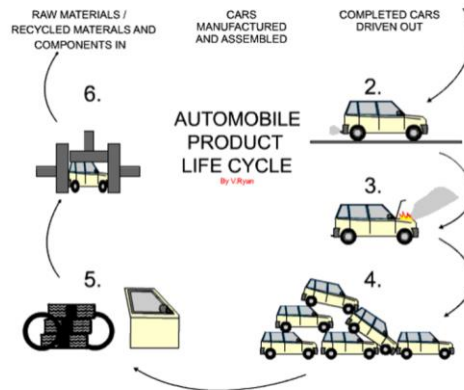 RAW MATERIALS /
RECYCLED MATERALS AND
COMPONENTS IN
CARS
MANUFACTURED
AND ASSEMBLED
COMPLETED CARS
DRIVEN OUT
6.
AUTOMOBILE
PRODUCT
LIFE CYCLE
By V.Ryan
2.
3.
5.
4.